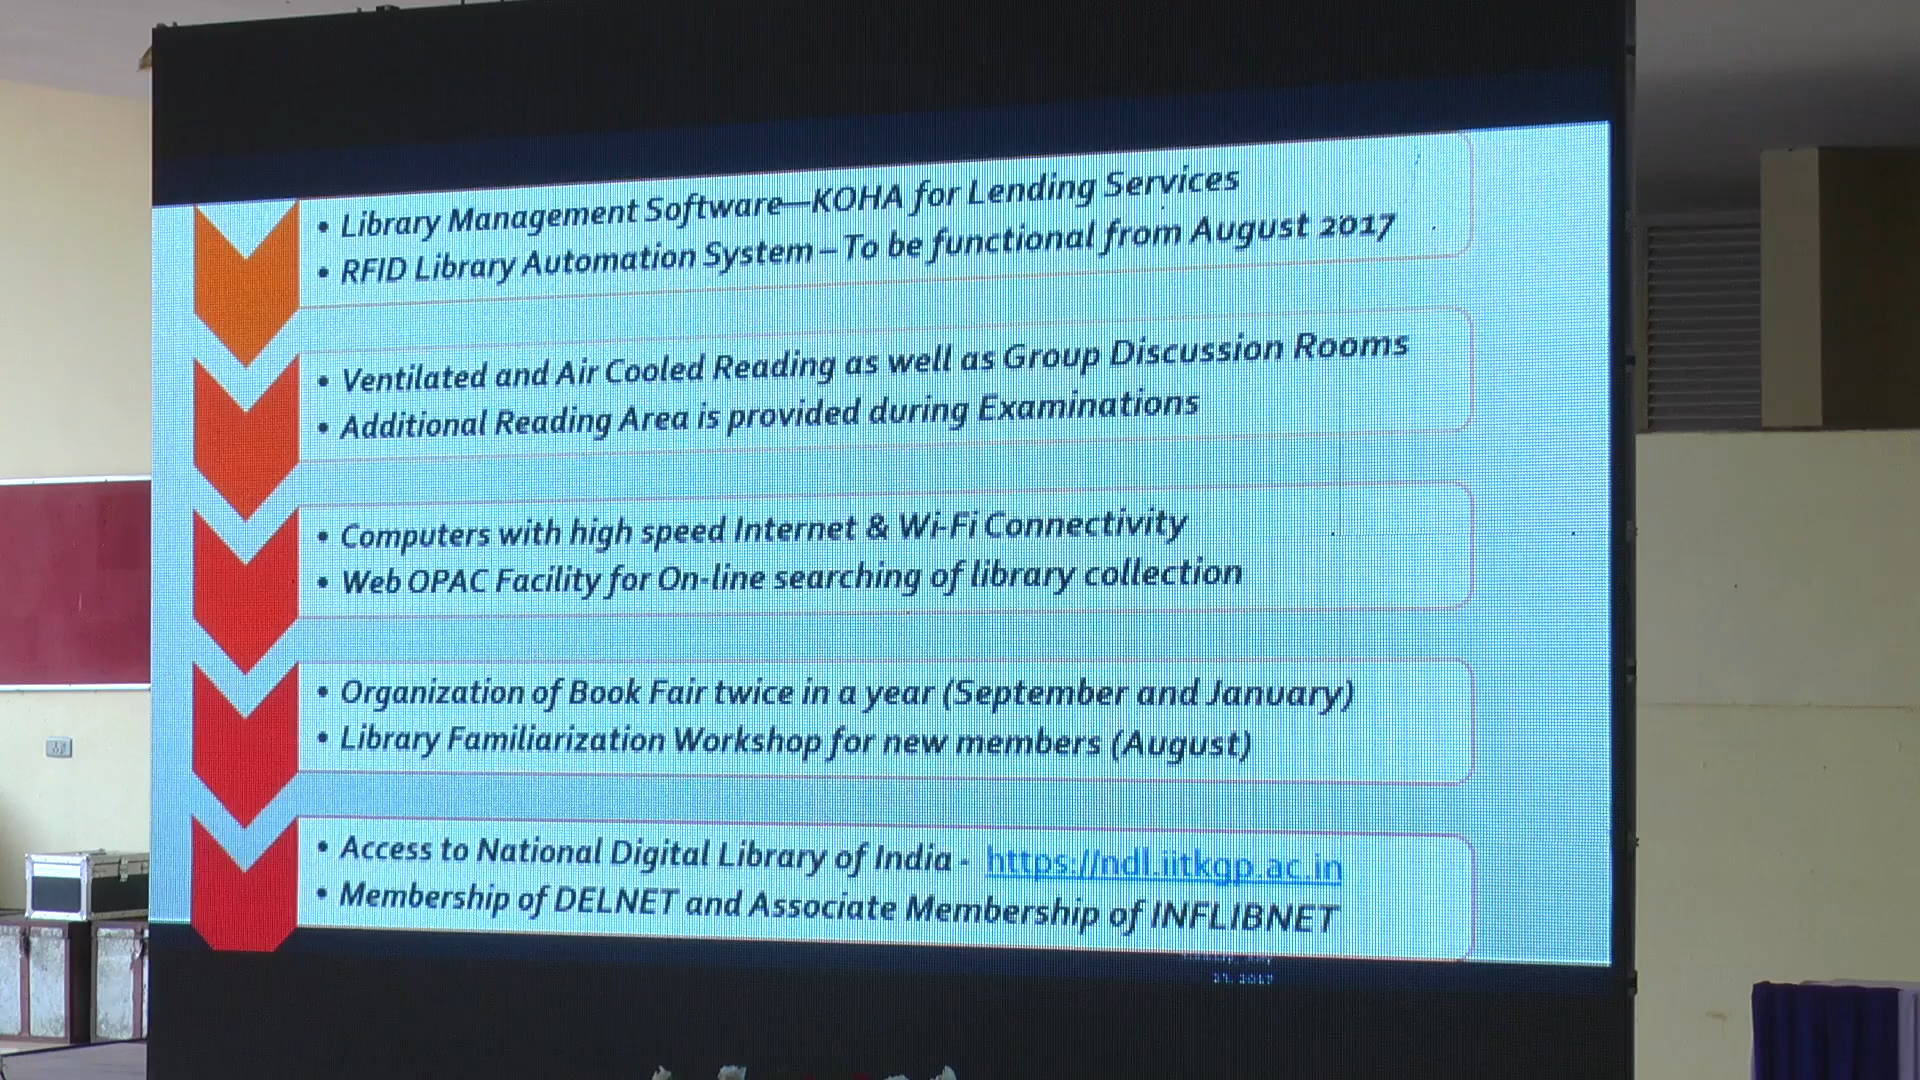 • Library Management Software—KOHA for Lending Services
• RFID Library Automation System – To be functional from August 2017
• Ventilated and Air Cooled Reading as well as Group Discussion Rooms
• Additional Reading Area is provided during Examinations
• Computers with high speed Internet & Wi-Fi Connectivity
• Web OPAC Facility for On-line searching of library collection
• Organization of Book Fair twice in a year (September and January)
• Library Familiarization Workshop for new members (August)
• Access to National Digital Library of India - https://ndl.iitkgp.ac.in
• Membership of DELNET and Associate Membership of INFLIBNET